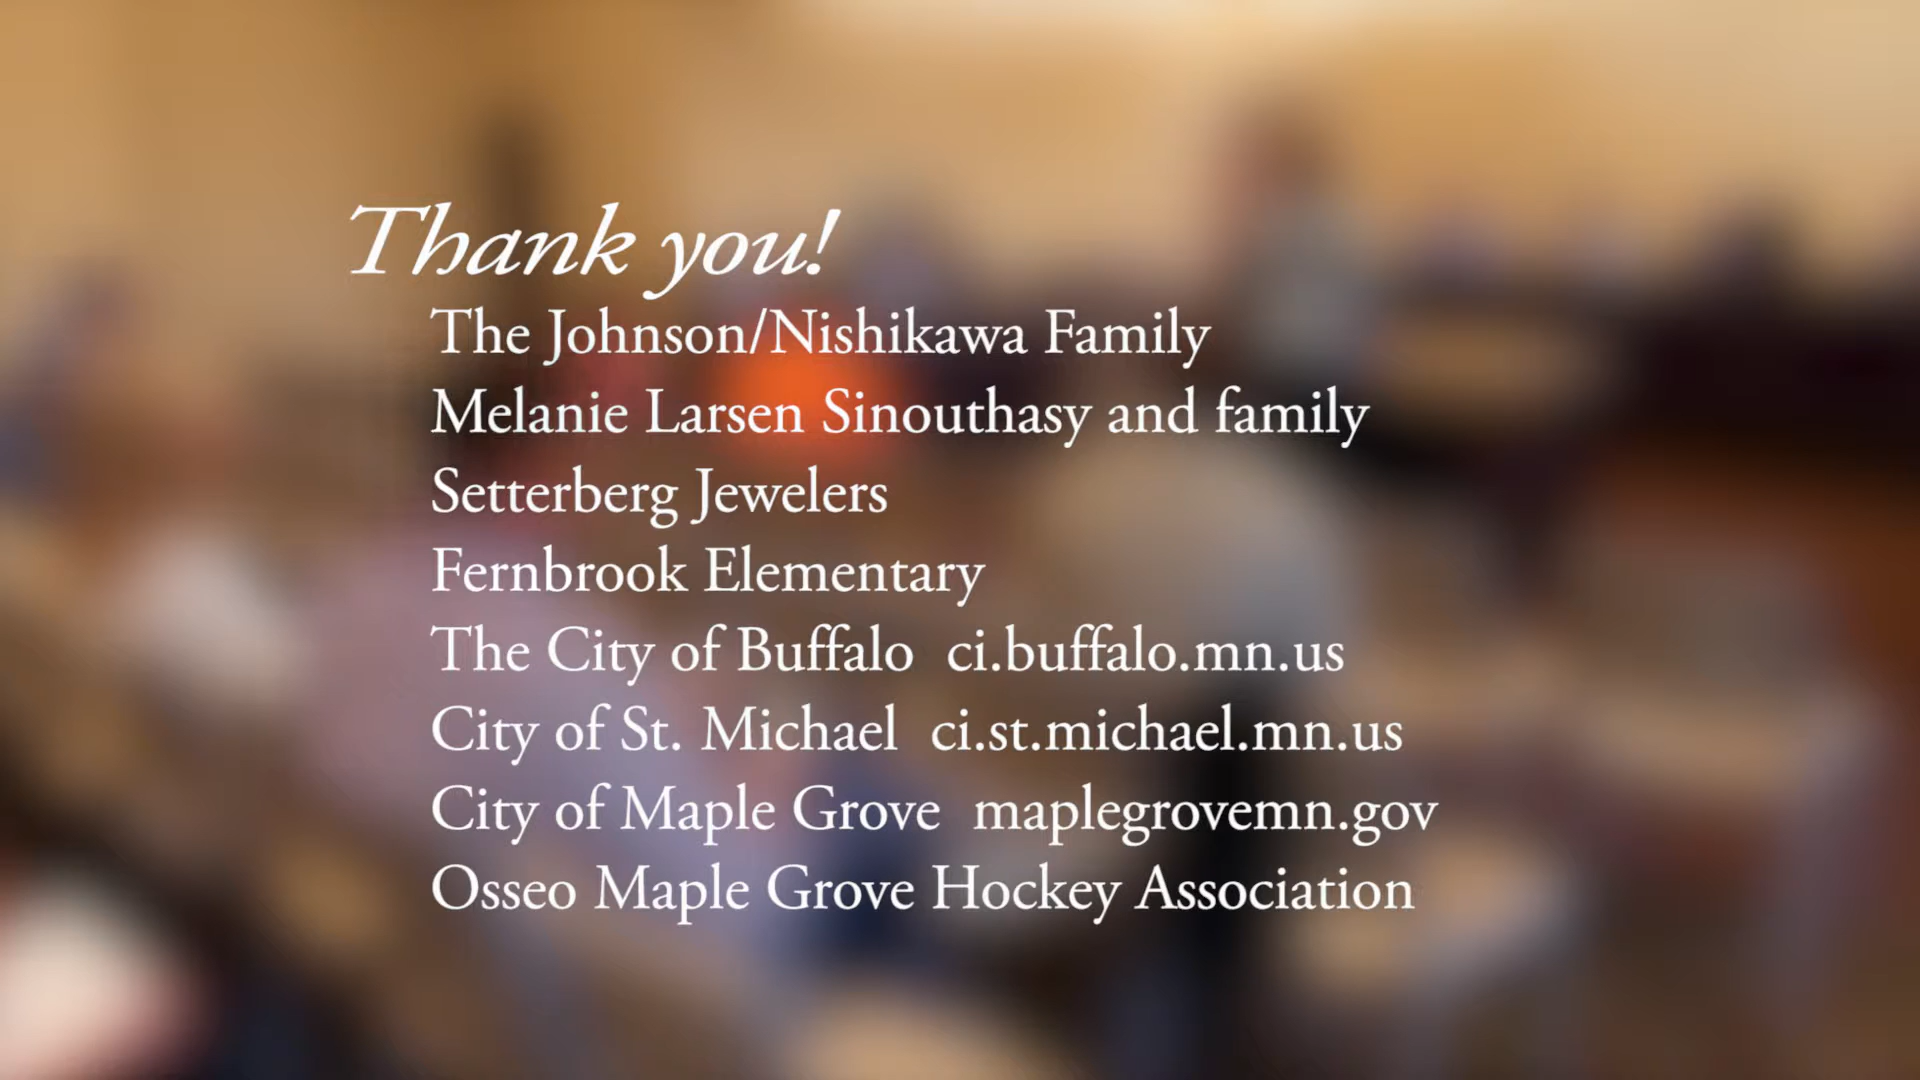 Thank you!
The Johnson/Nishikawa Family
Melanie Larsen Sinouthasy and family
Setterberg Jewelers
Fernbrook Elementary
The City of Buffalo  ci.buffalo.mn.us
City of St. Michael  ci.st.michael.mn.us
City of Maple Grove  maplegrovemn.gov
Osseo Maple Grove Hockey Association